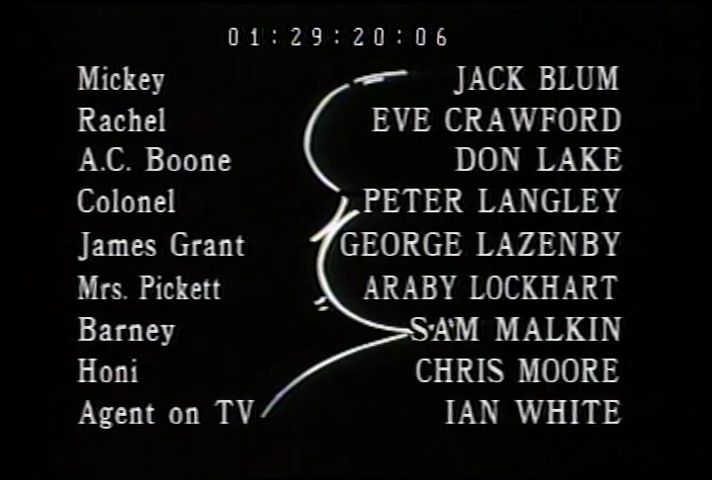 01:29:20:06
Mickey JACK BLUM
Rachel EVE CRAWFORD
A.C. Boone DON LAKE
Colonel PETER LANGLEY
James Grant GEORGE LAZENBY
Mrs. Pickett ARABY LOCKHART
Barney SAM MALKIN
Honi CHRIS MOORE
Agent on TV IAN WHITE